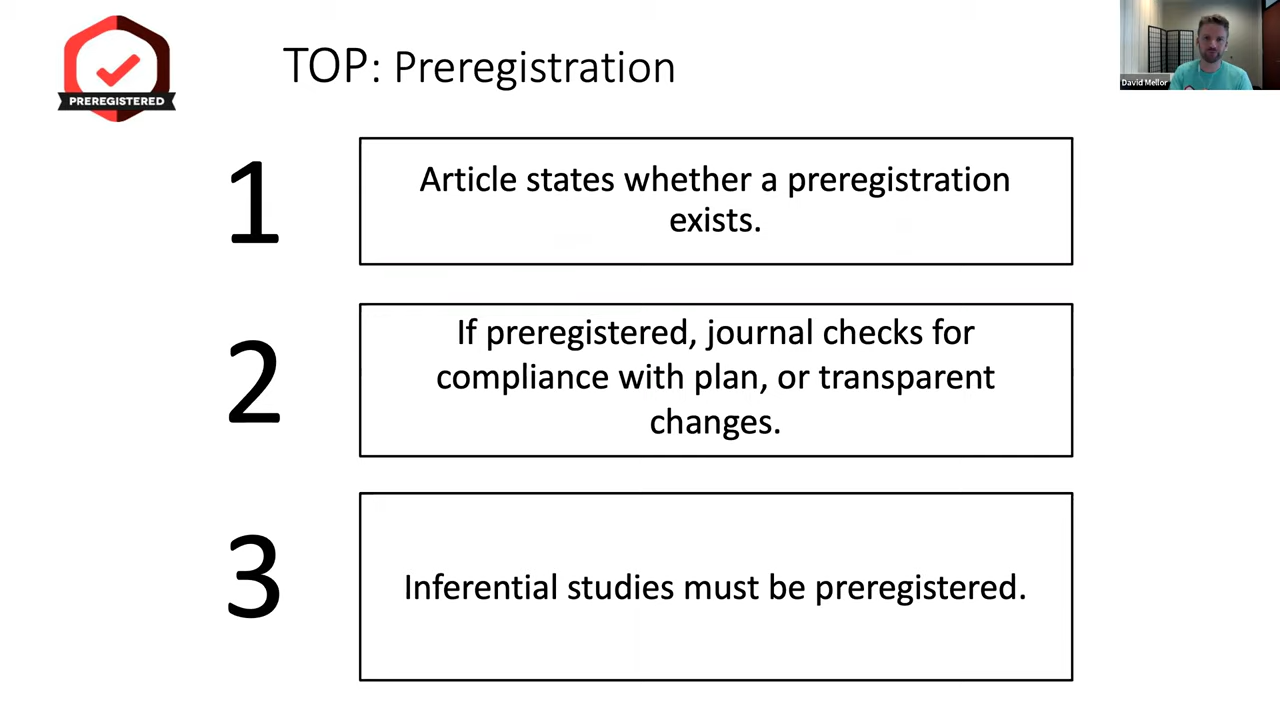 PREREGISTERED
TOP: Preregistration
David Mellor
1
Article states whether a preregistration
exists.
2
If preregistered, journal checks for
compliance with plan, or transparent
changes.
3
Inferential studies must be preregistered.